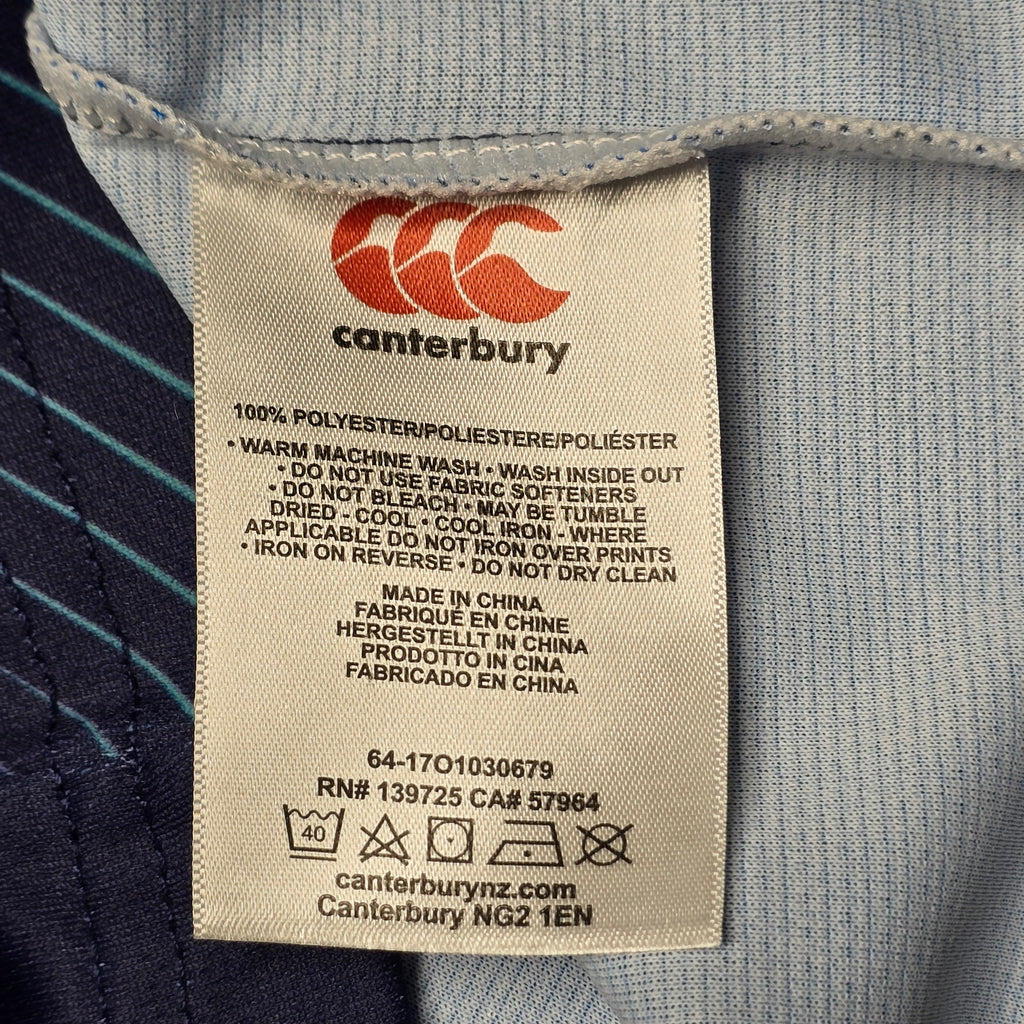 canterbury
100% POLYESTER/POLIESTERE/POLIÉSTER
• WARM MACHINE WASH • WASH INSIDE OUT
• DO NOT USE FABRIC SOFTENERS
• DO NOT BLEACH • MAY BE TUMBLE
DRIED - COOL • COOL IRON - WHERE
APPLICABLE DO NOT IRON OVER PRINTS
• IRON ON REVERSE • DO NOT DRY CLEAN
MADE IN CHINA
FABRIQUÉ EN CHINE
HERGESTELLT IN CHINA
PRODOTTO IN CINA
FABRICADO EN CHINA
64-17O1030679
RN# 139725 CA# 57964
40
canterburynz.com
Canterbury NG2 1EN